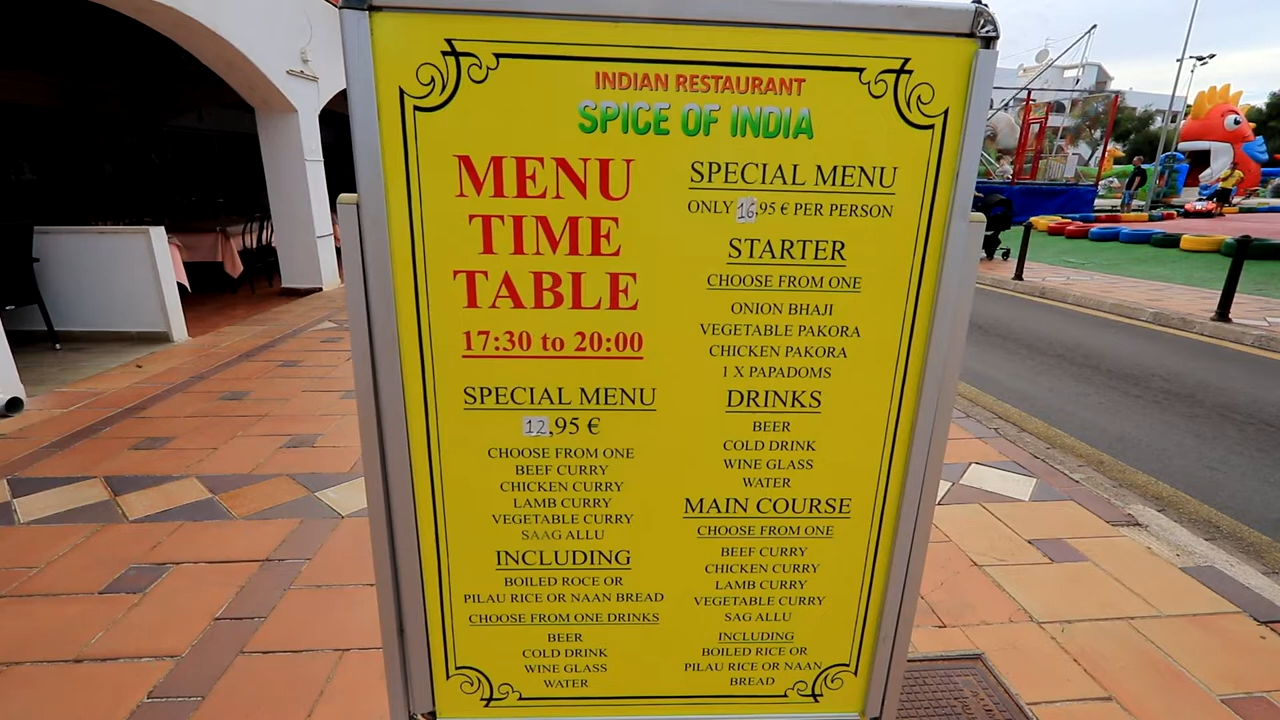 INDIAN RESTAURANT
SPICE OF INDIA
MENU
TIME
TABLE
17:30 to 20:00
SPECIAL MENU
12,95 €
CHOOSE FROM ONE
BEEF CURRY
CHICKEN CURRY
LAMB CURRY
VEGETABLE CURRY
SAAG ALLU
INCLUDING
BOILED ROCE OR
PILAU RICE OR NAAN BREAD
CHOOSE FROM ONE DRINKS
BEER
COLD DRINK
WINE GLASS
WATER
SPECIAL MENU
ONLY 16,95 € PER PERSON
STARTER
CHOOSE FROM ONE
ONION BHAJI
VEGETABLE PAKORA
CHICKEN PAKORA
1 X PAPADOMS
DRINKS
BEER
COLD DRINK
WINE GLASS
WATER
MAIN COURSE
CHOOSE FROM ONE
BEEF CURRY
CHICKEN CURRY
LAMB CURRY
VEGETABLE CURRY
SAG ALLU
INCLUDING
BOILED RICE OR
PILAU RICE OR NAAN
BREAD